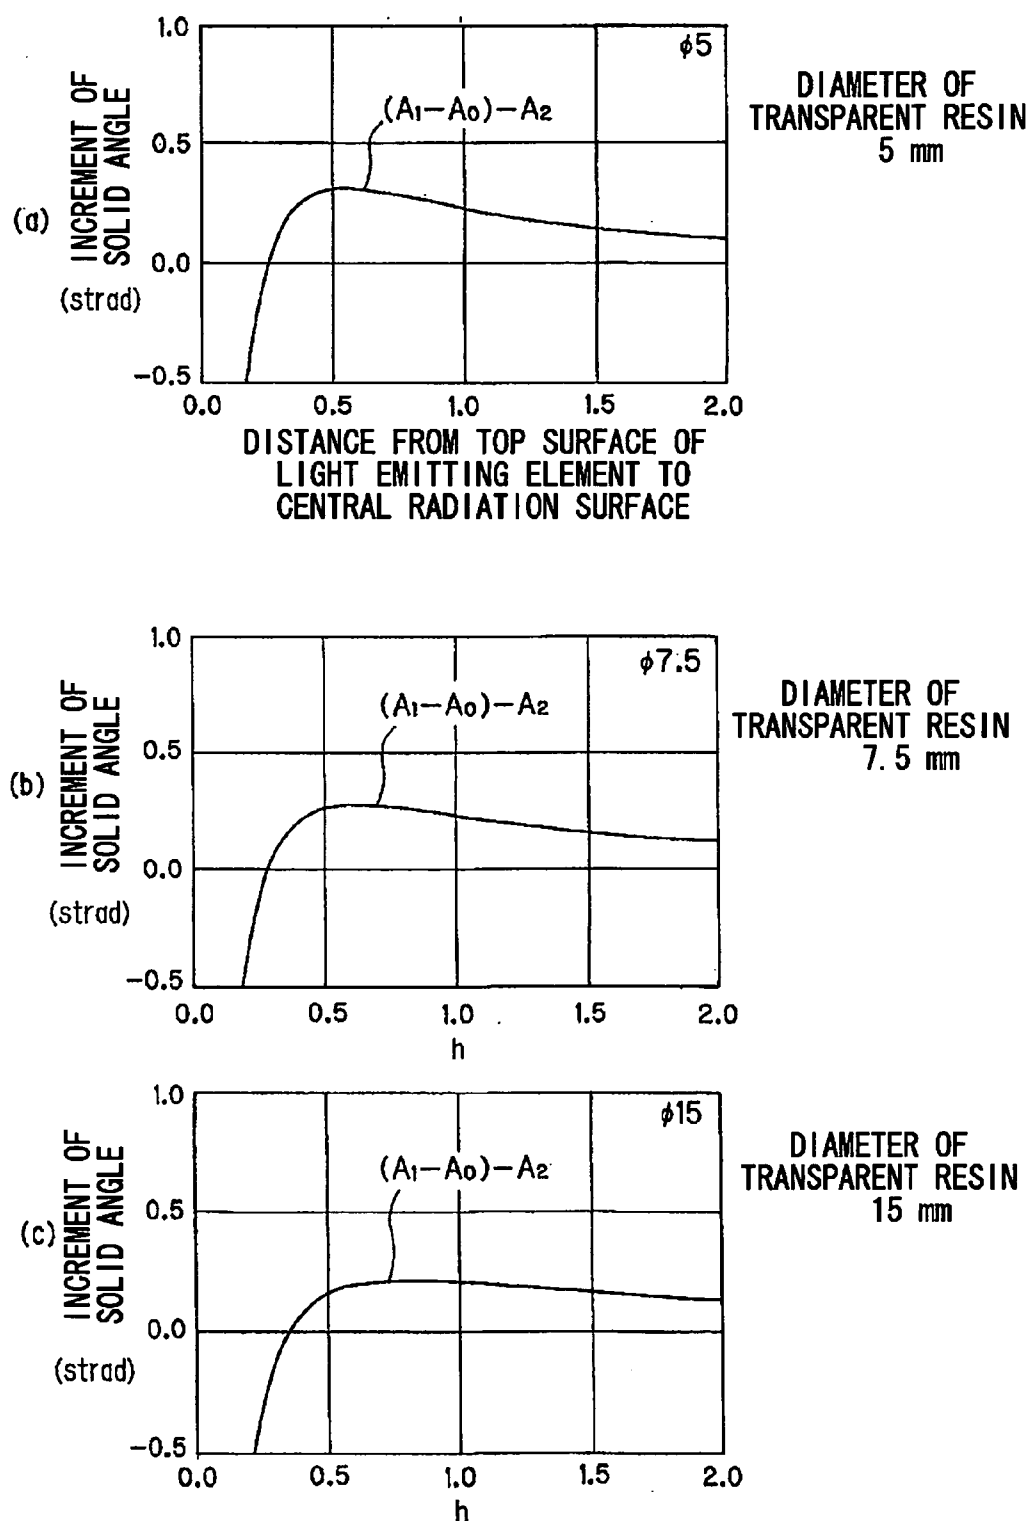 (a)
INCREMENT OF
SOLID ANGLE
(strad)
1.0
0.5
0.0
-0.5
φ5
(A1-A0)-A2
0.0 0.5 1.0 1.5 2.0
DISTANCE FROM TOP SURFACE OF
LIGHT EMITTING ELEMENT TO
CENTRAL RADIATION SURFACE
DIAMETER OF
TRANSPARENT RESIN
5 mm
(b)
INCREMENT OF
SOLID ANGLE
(strad)
1.0
0.5
0.0
-0.5
φ7.5
(A1-A0)-A2
0.0 0.5 1.0 1.5 2.0
h
DIAMETER OF
TRANSPARENT RESIN
7.5 mm
(c)
INCREMENT OF
SOLID ANGLE
(strad)
1.0
0.5
0.0
-0.5
φ15
(A1-A0)-A2
0.0 0.5 1.0 1.5 2.0
h
DIAMETER OF
TRANSPARENT RESIN
15 mm